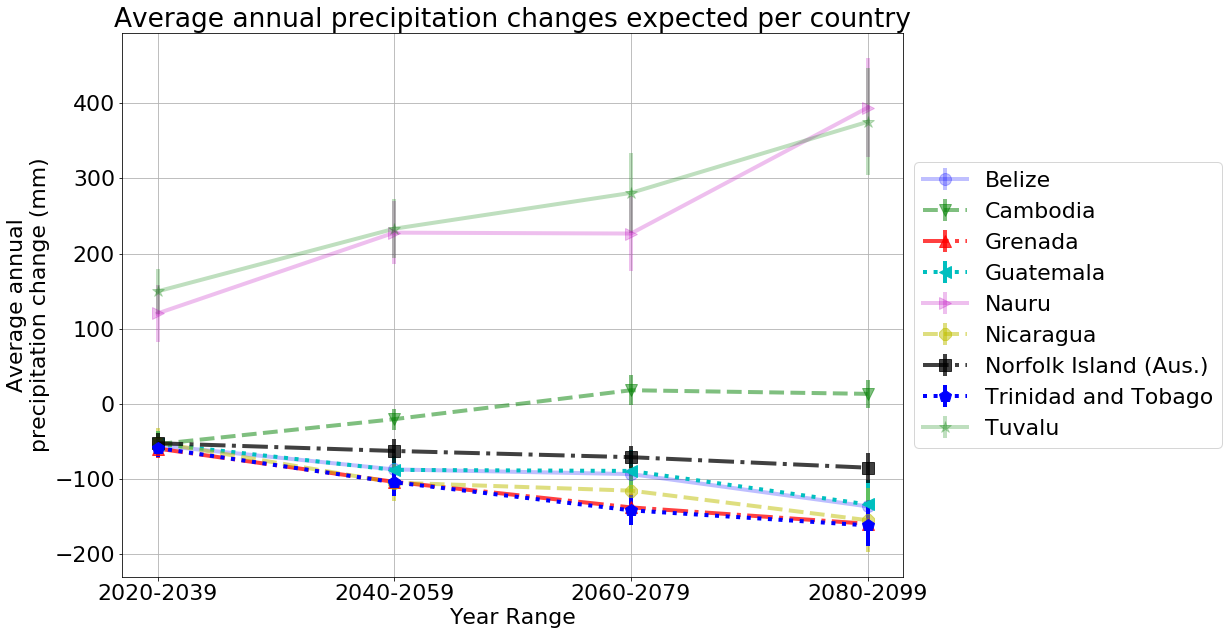 Average annual precipitation changes expected per country
Average annual
precipitation change (mm)
400
300
200
100
0
−100
−200
2020-2039
2040-2059
2060-2079
2080-2099
Year Range
Belize
Cambodia
Grenada
Guatemala
Nauru
Nicaragua
Norfolk Island (Aus.)
Trinidad and Tobago
Tuvalu